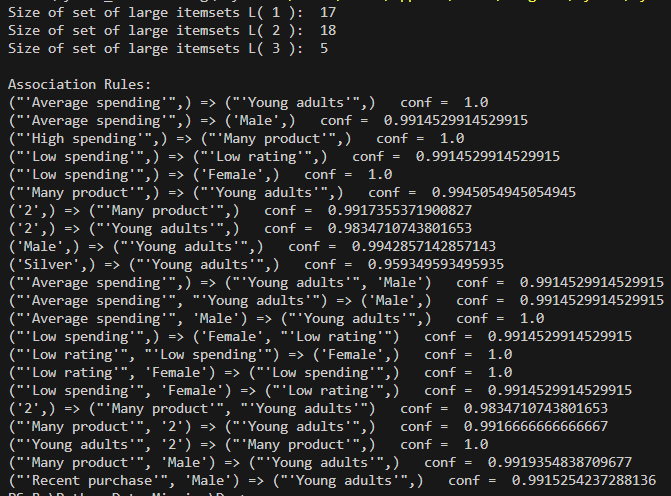 Size of set of large itemsets L( 1 ):  17
Size of set of large itemsets L( 2 ):  18
Size of set of large itemsets L( 3 ):  5
Association Rules:
("'Average spending'",) => ("'Young adults'",)   conf =  1.0
("'Average spending'",) => ('Male',)   conf =  0.9914529914529915
("'High spending'",) => ("'Many product'",)   conf =  1.0
("'Low spending'",) => ("'Low rating'",)   conf =  0.9914529914529915
("'Low spending'",) => ('Female',)   conf =  1.0
("'Many product'",) => ("'Young adults'",)   conf =  0.9945054945054945
('2',) => ("'Many product'",)   conf =  0.9917355371900827
('2',) => ("'Young adults'",)   conf =  0.9834710743801653
('Male',) => ("'Young adults'",)   conf =  0.9942857142857143
('Silver',) => ("'Young adults'",)   conf =  0.959349593495935
("'Average spending'",) => ("'Young adults'", 'Male')   conf =  0.9914529914529915
("'Average spending'", "'Young adults'") => ('Male',)   conf =  0.9914529914529915
("'Average spending'", 'Male') => ("'Young adults'",)   conf =  1.0
("'Low spending'",) => ('Female', "'Low rating'")   conf =  0.9914529914529915
("'Low rating'", "'Low spending'") => ('Female',)   conf =  1.0
("'Low rating'", 'Female') => ("'Low spending'",)   conf =  1.0
("'Low spending'", 'Female') => ("'Low rating'",)   conf =  0.9914529914529915
('2',) => ("'Many product'", "'Young adults'")   conf =  0.9834710743801653
("'Many product'", '2') => ("'Young adults'",)   conf =  0.9916666666666667
("'Young adults'", '2') => ("'Many product'",)   conf =  1.0
("'Many product'", 'Male') => ("'Young adults'",)   conf =  0.9919354838709677
("'Recent purchase'", 'Male') => ("'Young adults'",)   conf =  0.9915254237288136